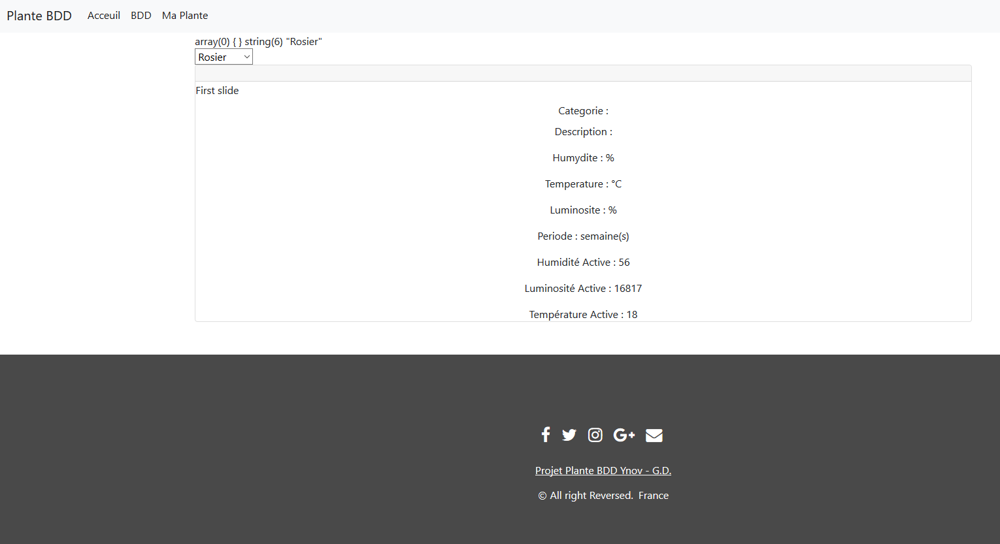 Plante BDD Acceuil BDD Ma Plante
array(0) { } string(6) "Rosier"
Rosier
First slide
Categorie :
Description :
Humydite : %
Temperature : °C
Luminosite : %
Periode : semaine(s)
Humidité Active : 56
Luminosité Active : 16817
Température Active : 18
Projet Plante BDD Ynov - G.D.
© All right Reversed. France